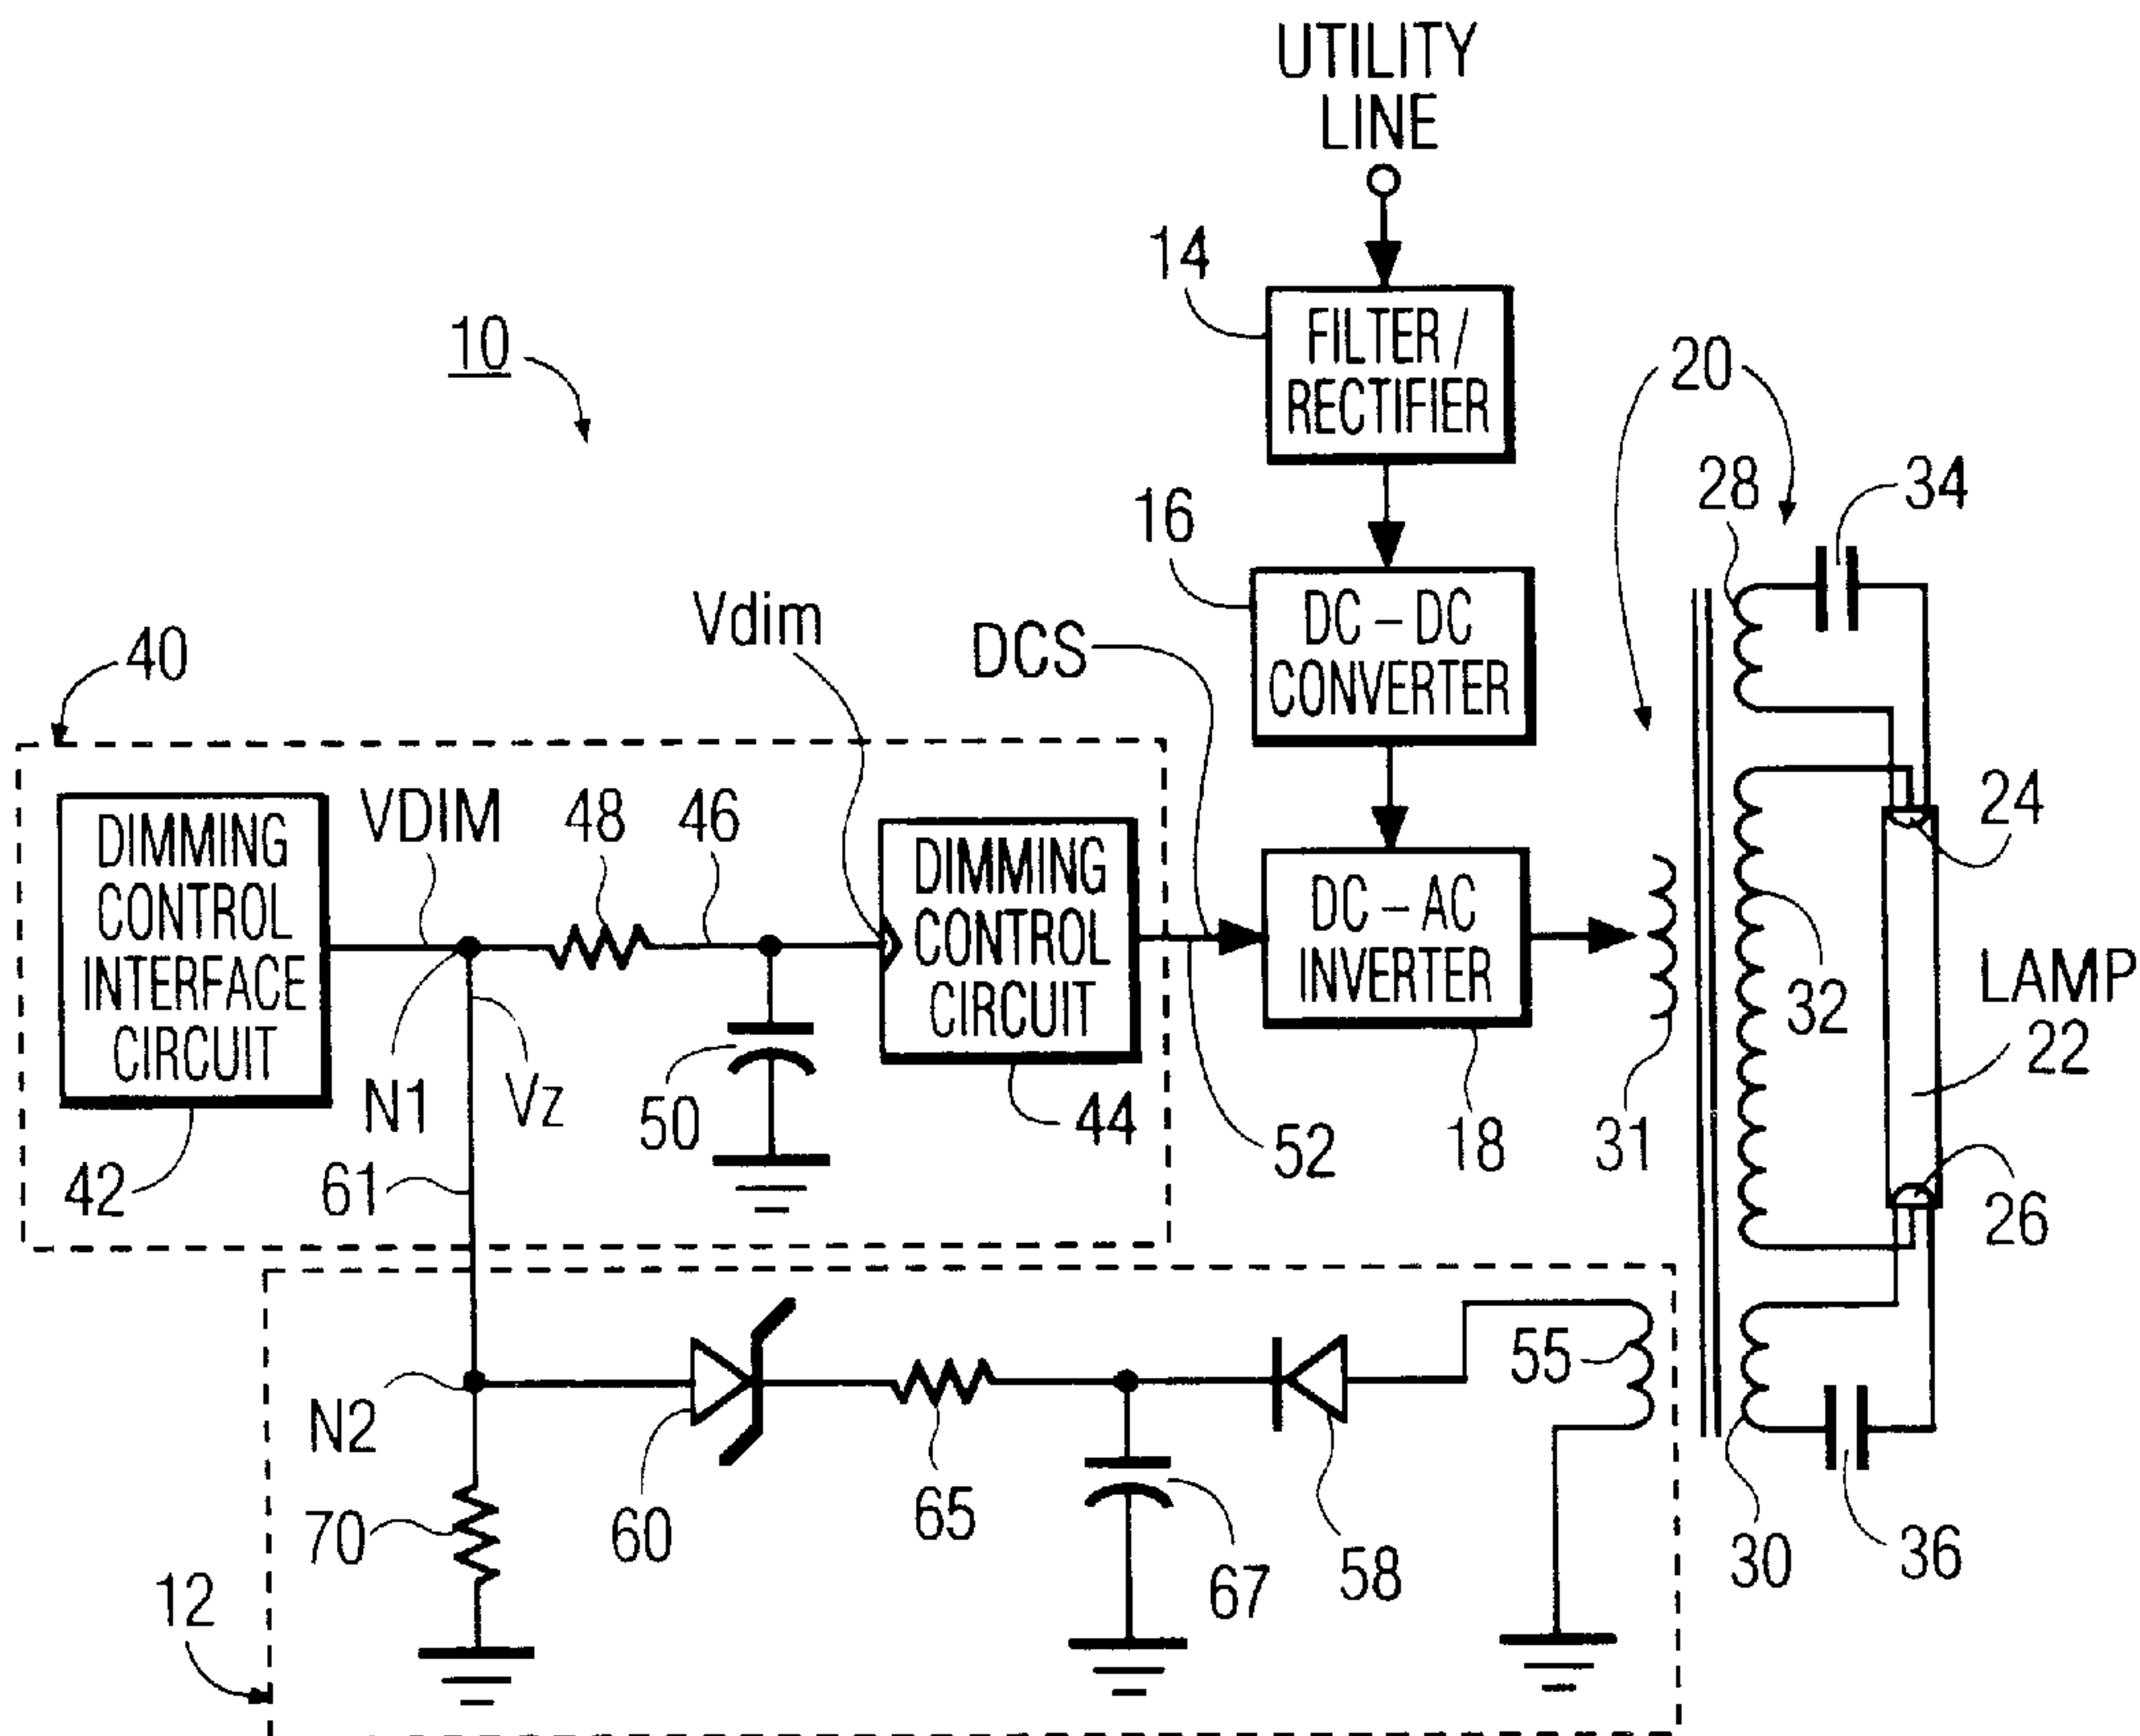 UTILITY
LINE
14
FILTER /
RECTIFIER
10
20
28
34
16
DC – DC
CONVERTER
Vdim
DCS
40
24
DIMMING
CONTROL
INTERFACE
CIRCUIT
VDIM
48
46
DIMMING
CONTROL
CIRCUIT
DC – AC
INVERTER
32
LAMP
22
N1
Vz
50
44
52
18
31
42
61
26
55
N2
70
60
65
67
58
30
36
12